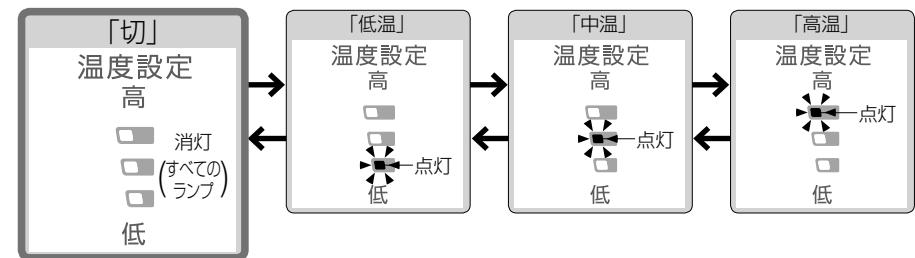 「切」
温度設定
高
消灯
(すべての
ランプ)
低
「低温」
温度設定
高
点灯
低
「中温」
温度設定
高
点灯
低
「高温」
温度設定
高
点灯
低